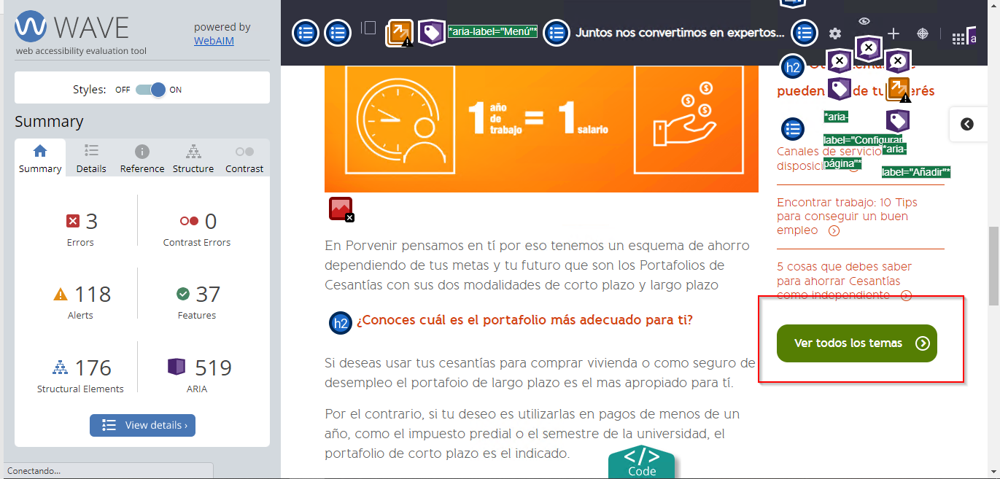 WAVE
powered by
WebAIM
web accessibility evaluation tool
Styles: OFF ON
Summary
Summary Details Reference Structure Contrast
3
Errors
0
Contrast Errors
118
Alerts
37
Features
176
Structural Elements
519
ARIA
View details ›
Conectando...
*aria-label="Menú"*
Juntos nos convertimos en expertos...
1 año
de
trabajo = 1 salario
En Porvenir pensamos en tí por eso tenemos un esquema de ahorro
dependiendo de tus metas y tu futuro que son los Portafolios de
Cesantías con sus dos modalidades de corto plazo y largo plazo
h2 ¿Conoces cuál es el portafolio más adecuado para ti?
Si deseas usar tus cesantías para comprar vivienda o como seguro de
desempleo el portafoio de largo plazo es el mas apropiado para tí.
Por el contrario, si tu deseo es utilizarlas en pagos de menos de un
año, como el impuesto predial o el semestre de la universidad, el
portafolio de corto plazo es el indicado.
</>
Code
h2
pueden de tu
*aria-
label="Configurar
página"*
*aria-
label="Añadir"*
Canales de servicio
Encontrar trabajo: 10 Tips
para conseguir un buen
empleo
5 cosas que debes saber
para ahorrar Cesantías
como independiente
Ver todos los temas